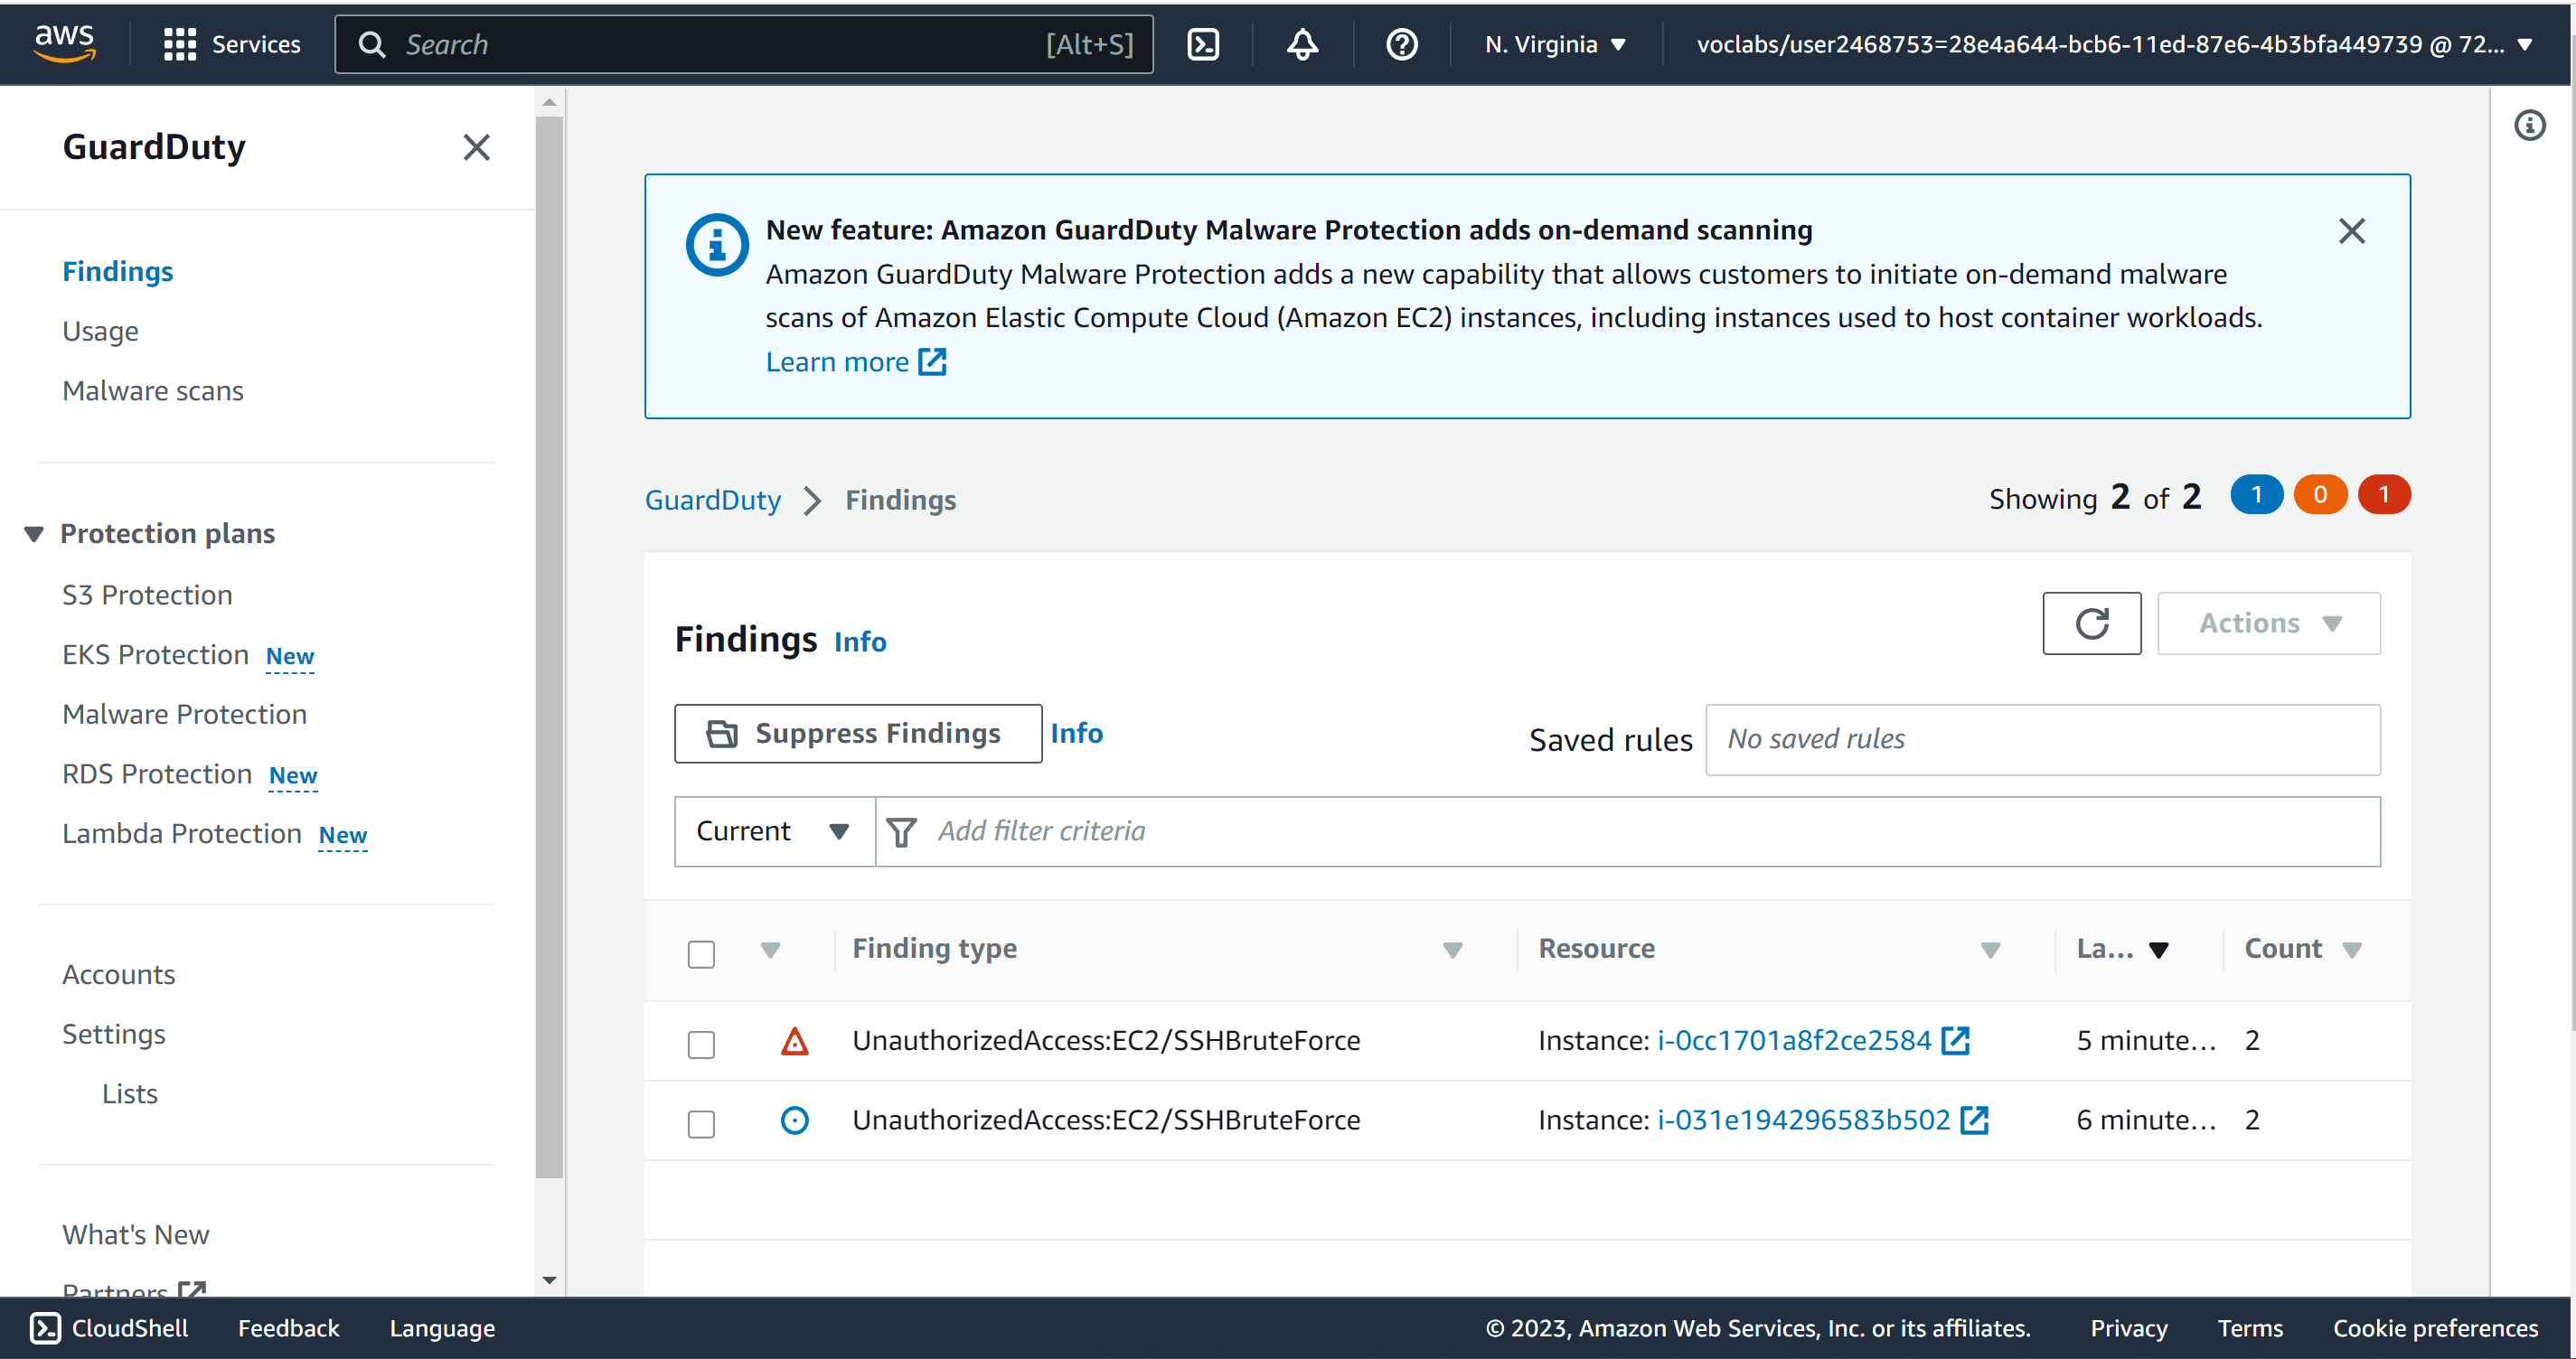 aws
Services
Search
[Alt+S]
N. Virginia
voclabs/user2468753=28e4a644-bcb6-11ed-87e6-4b3bfa449739 @ 72...
GuardDuty
Findings
Usage
Malware scans
Protection plans
S3 Protection
EKS Protection New
Malware Protection
RDS Protection New
Lambda Protection New
Accounts
Settings
Lists
What's New
Partners
New feature: Amazon GuardDuty Malware Protection adds on-demand scanning
Amazon GuardDuty Malware Protection adds a new capability that allows customers to initiate on-demand malware
scans of Amazon Elastic Compute Cloud (Amazon EC2) instances, including instances used to host container workloads.
Learn more
GuardDuty Findings
Showing 2 of 2 1 0 1
Findings Info
Actions
Suppress Findings Info
Saved rules No saved rules
Current Add filter criteria
Finding type Resource La... Count
UnauthorizedAccess:EC2/SSHBruteForce Instance: i-0cc1701a8f2ce2584 5 minute... 2
UnauthorizedAccess:EC2/SSHBruteForce Instance: i-031e194296583b502 6 minute... 2
CloudShell Feedback Language © 2023, Amazon Web Services, Inc. or its affiliates. Privacy Terms Cookie preferences